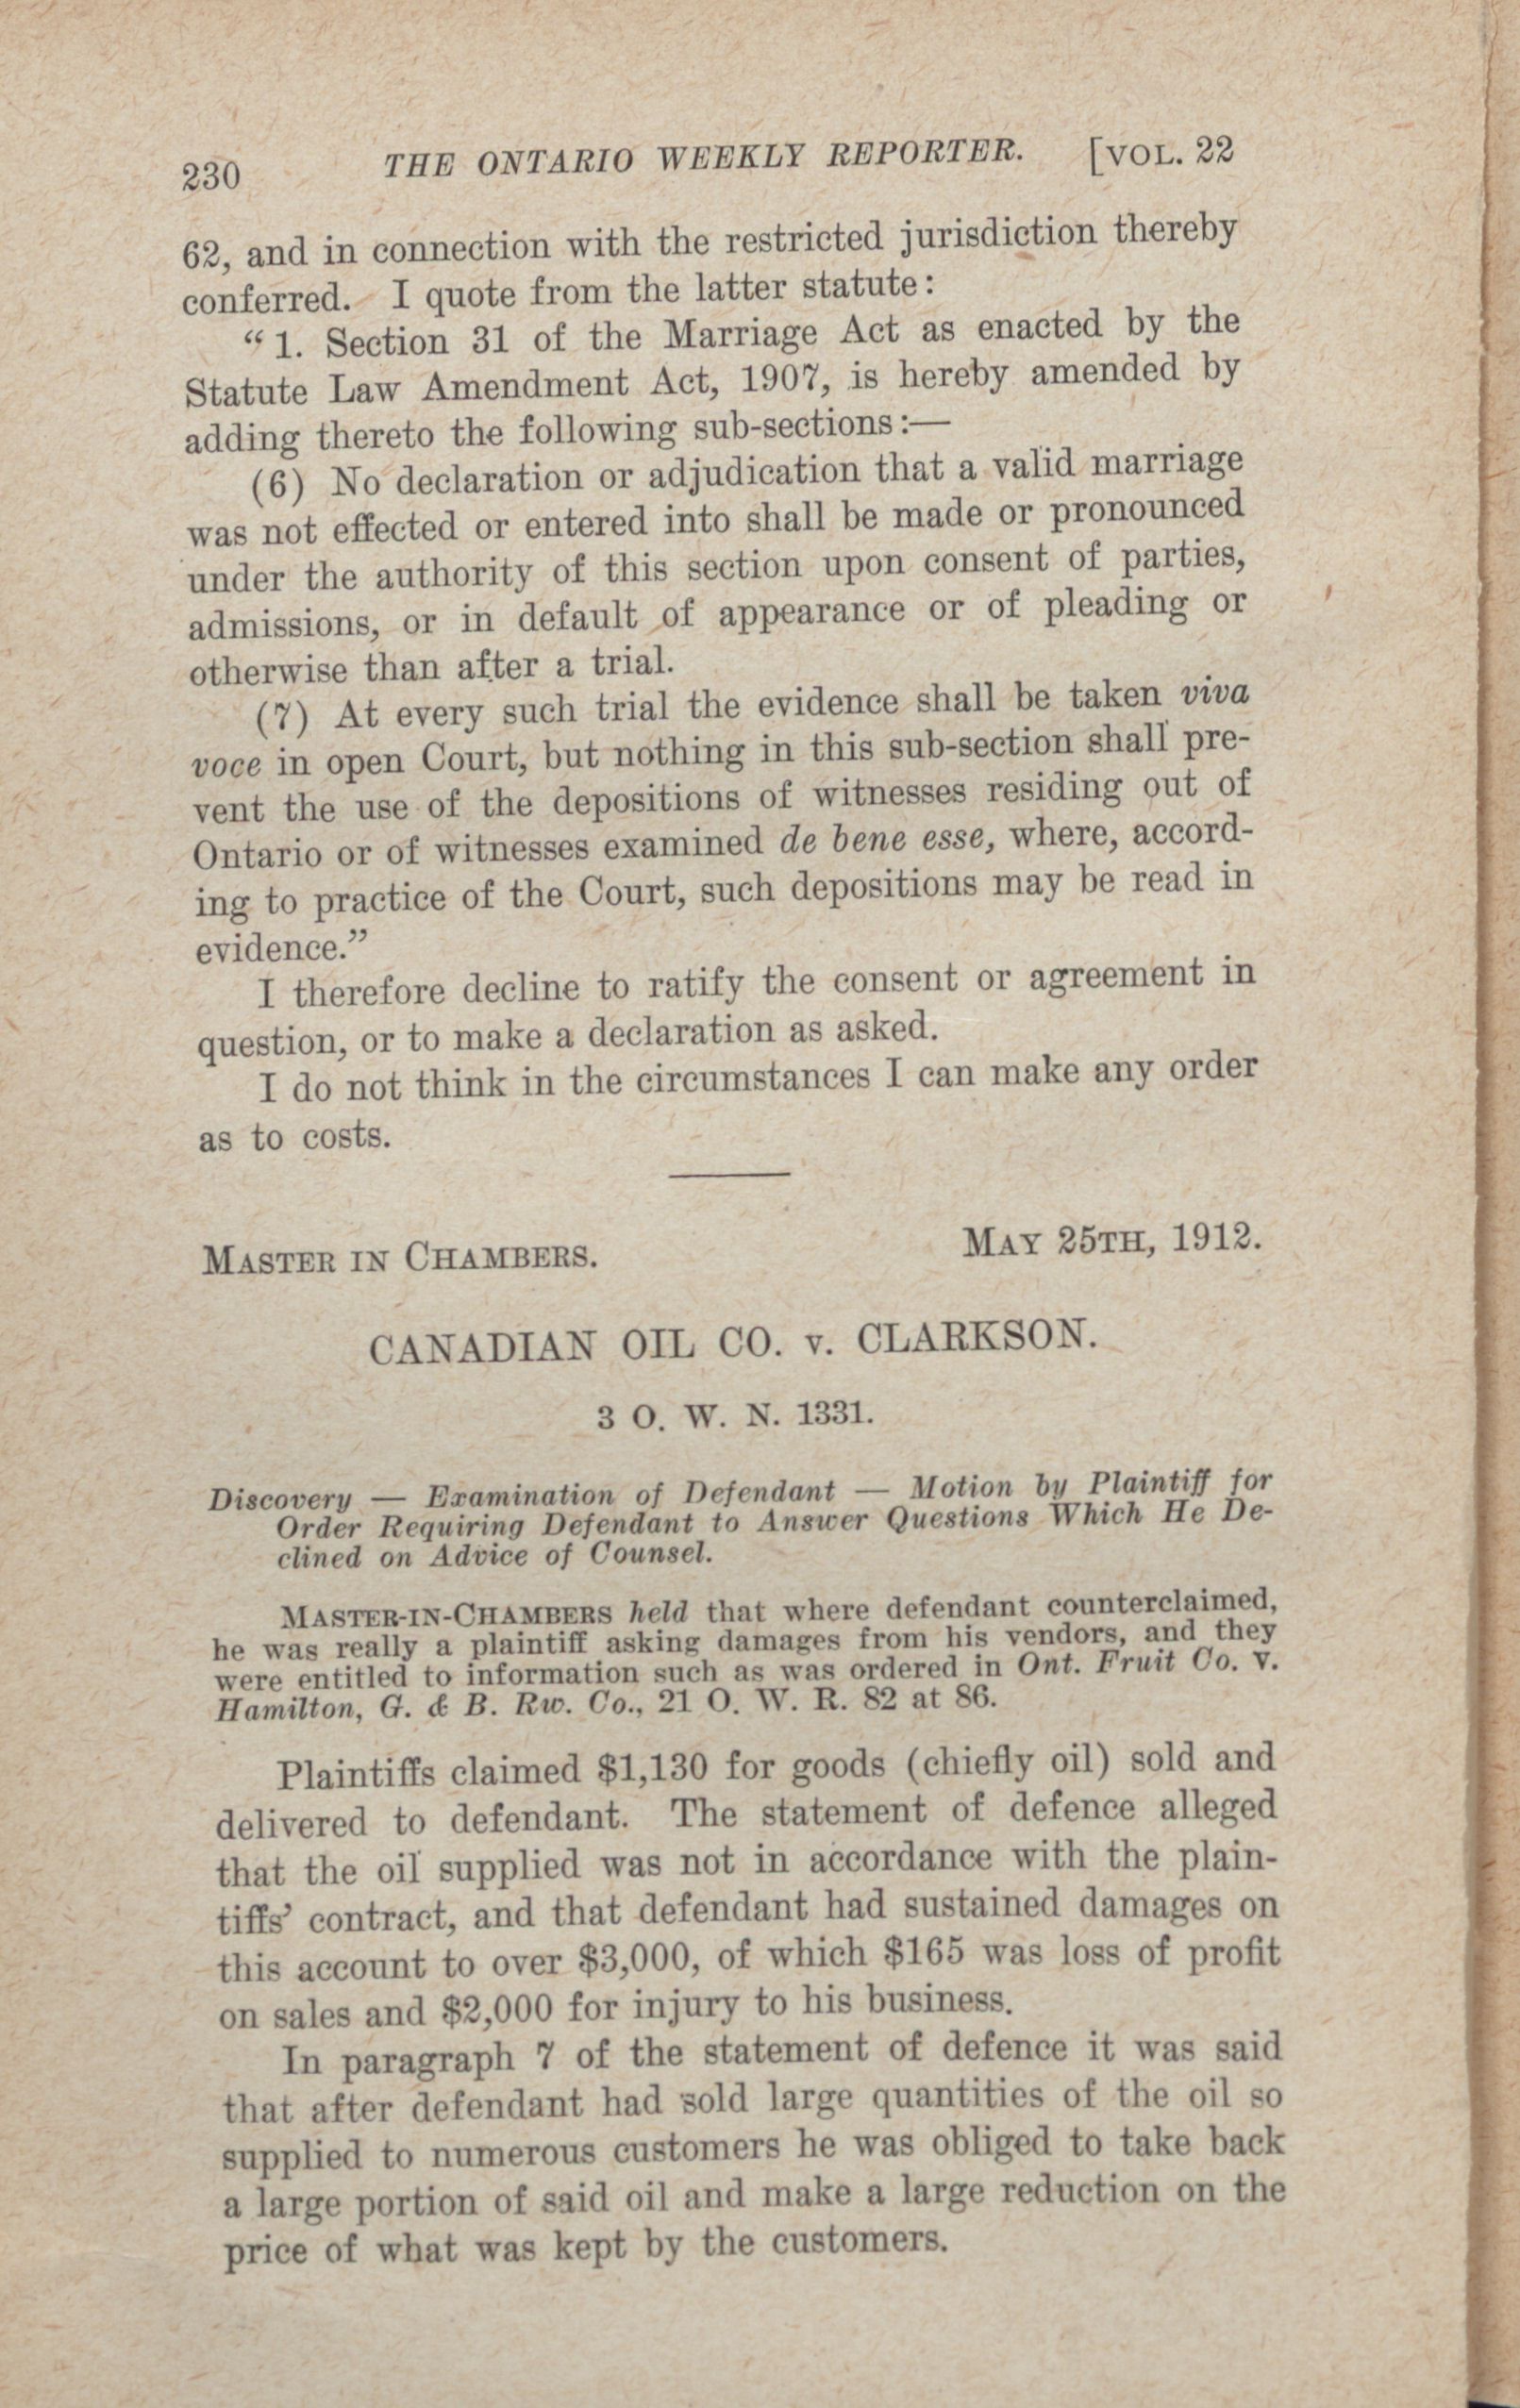 230 THE ONTARIO WEEKLY REPORTER. [VOL. 22
62, and in connection with the restricted jurisdiction thereby
conferred. I quote from the latter statute:
“1. Section 31 of the Marriage Act as enacted by the
Statute Law Amendment Act, 1907, is hereby amended by
adding thereto the following sub-sections:—
(6) No declaration or adjudication that a valid marriage
was not effected or entered into shall be made or pronounced
under the authority of this section upon consent of parties,
admissions, or in default of appearance or of pleading or
otherwise than after a trial.
(7) At every such trial the evidence shall be taken viva
voce in open Court, but nothing in this sub-section shall pre-
vent the use of the depositions of witnesses residing out of
Ontario or of witnesses examined de bene esse, where, accord-
ing to practice of the Court, such depositions may be read in
evidence.”
I therefore decline to ratify the consent or agreement in
question, or to make a declaration as asked.
I do not think in the circumstances I can make any order
as to costs.
MASTER IN CHAMBERS. MAY 25TH, 1912.
CANADIAN OIL CO. v. CLARKSON.
3 O. W. N. 1331.
Discovery — Examination of Defendant — Motion by Plaintiff for
Order Requiring Defendant to Answer Questions Which He De-
clined on Advice of Counsel.
MASTER-IN-CHAMBERS held that where defendant counterclaimed,
he was really a plaintiff asking damages from his vendors, and they
were entitled to information such as was ordered in Ont. Fruit Co. v.
Hamilton, G. & B. Rw. Co., 21 O. W. R. 82 at 86.
Plaintiffs claimed $1,130 for goods (chiefly oil) sold and
delivered to defendant. The statement of defence alleged
that the oil supplied was not in accordance with the plain-
tiffs’ contract, and that defendant had sustained damages on
this account to over $3,000, of which $165 was loss of profit
on sales and $2,000 for injury to his business.
In paragraph 7 of the statement of defence it was said
that after defendant had sold large quantities of the oil so
supplied to numerous customers he was obliged to take back
a large portion of said oil and make a large reduction on the
price of what was kept by the customers.